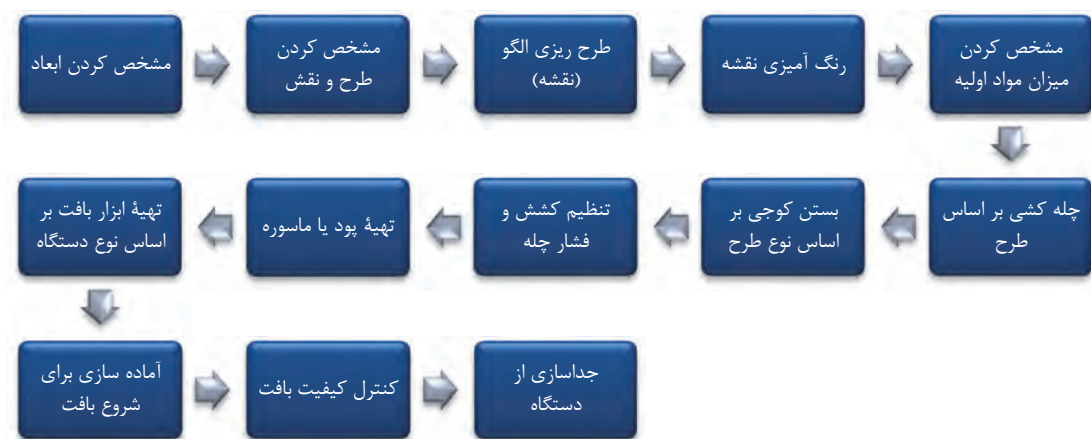 مشخص کردن ابعاد
مشخص کردن
طرح و نقش
طرح ریزی الگو
(نقشه)
رنگ آمیزی نقشه
مشخص کردن
میزان مواد اولیه
چله کشی بر اساس
طرح
بستن کوجی بر
اساس نوع طرح
تنظیم کشش و
فشار چله
تهیهٔ پود یا ماسوره
تهیهٔ ابزار بافت بر
اساس نوع دستگاه
آماده سازی برای
شروع بافت
کنترل کیفیت بافت
جداسازی از
دستگاه